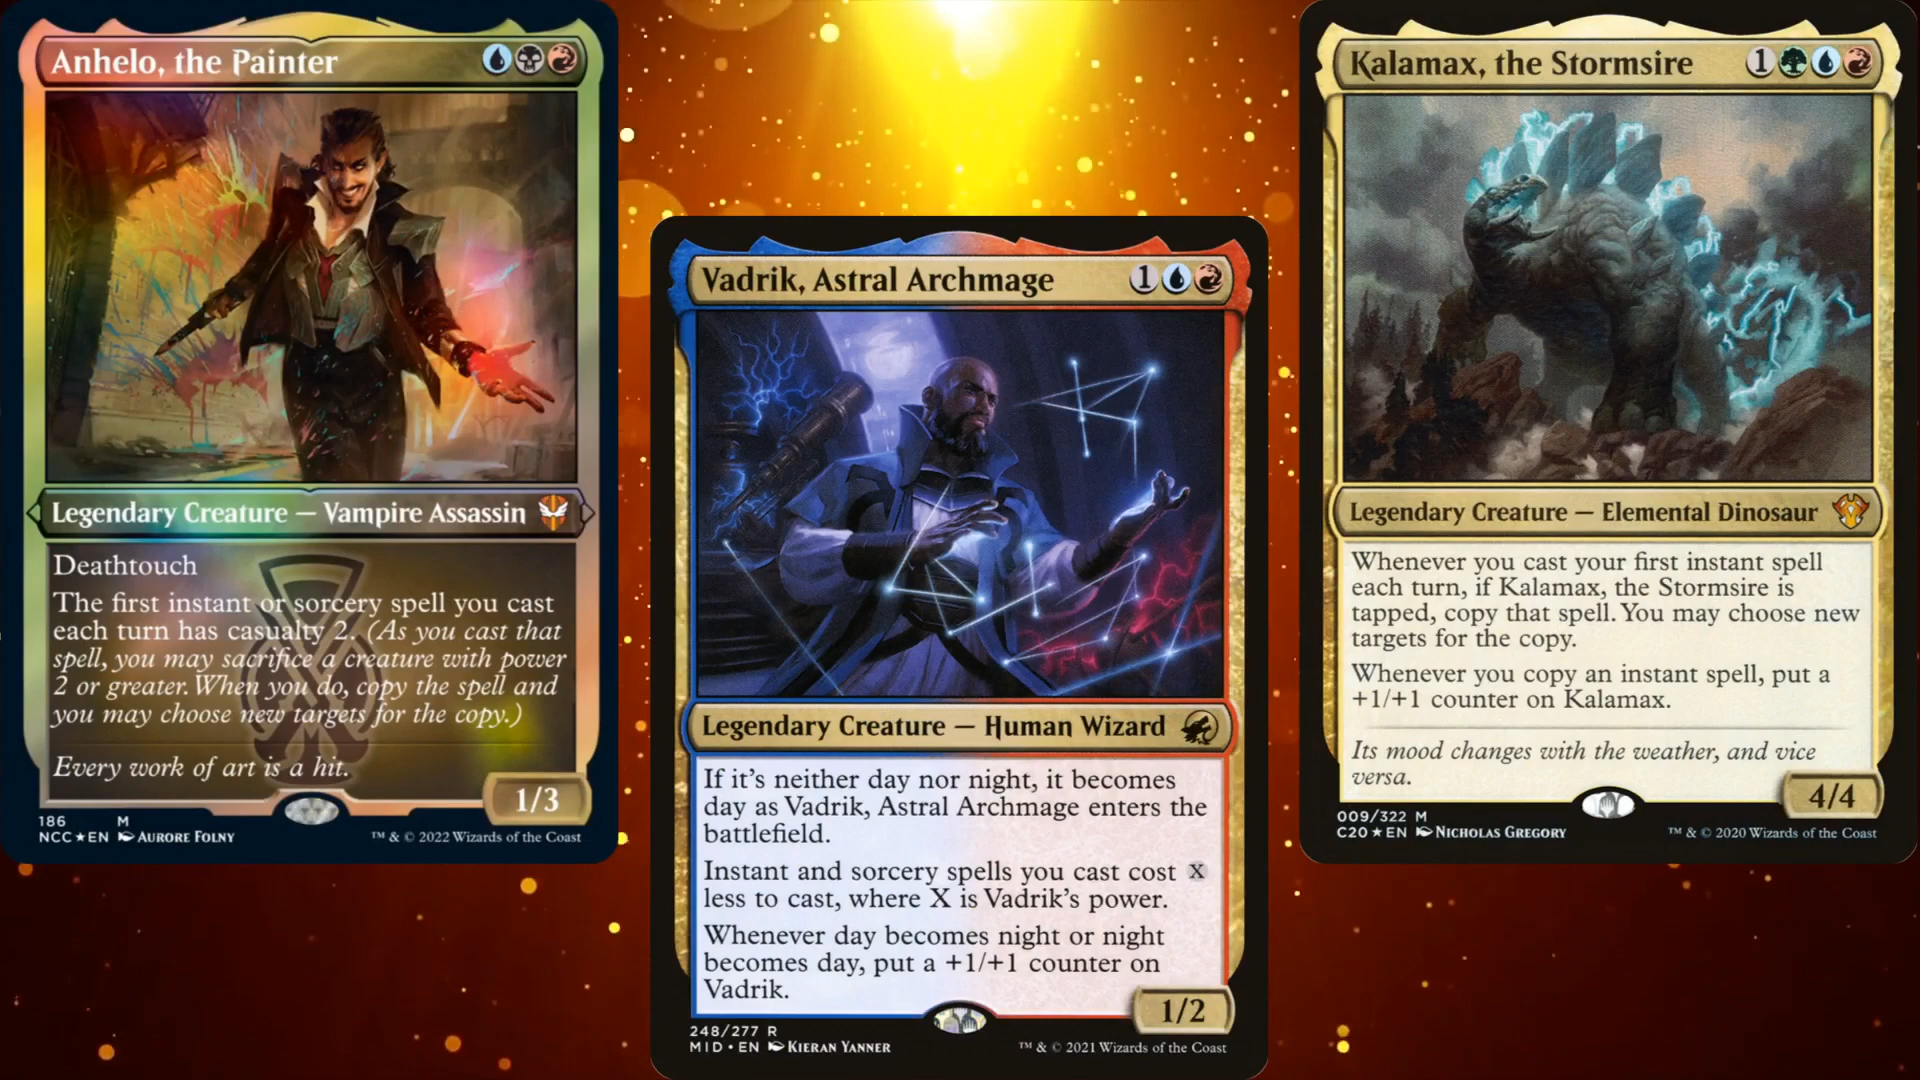 Anhelo, the Painter
Legendary Creature — Vampire Assassin
Deathtouch
The first instant or sorcery spell you cast
each turn has casualty 2. (As you cast that
spell, you may sacrifice a creature with power
2 or greater. When you do, copy the spell and
you may choose new targets for the copy.)
Every work of art is a hit.
1/3
186 M
NCC★EN AURORE FOLNY
™ & © 2022 Wizards of the Coast
Vadrik, Astral Archmage
1
Legendary Creature — Human Wizard
If it's neither day nor night, it becomes
day as Vadrik, Astral Archmage enters the
battlefield.
Instant and sorcery spells you cast cost X
less to cast, where X is Vadrik's power.
Whenever day becomes night or night
becomes day, put a +1/+1 counter on
Vadrik.
1/2
248/277 R
MID • EN KIERAN YANNER
™ & © 2021 Wizards of the Coast
Kalamax, the Stormsire
1
Legendary Creature — Elemental Dinosaur
Whenever you cast your first instant spell
each turn, if Kalamax, the Stormsire is
tapped, copy that spell. You may choose new
targets for the copy.
Whenever you copy an instant spell, put a
+1/+1 counter on Kalamax.
Its mood changes with the weather, and vice
versa.
4/4
009/322 M
C20★EN NICHOLAS GREGORY
™ & © 2020 Wizards of the Coast